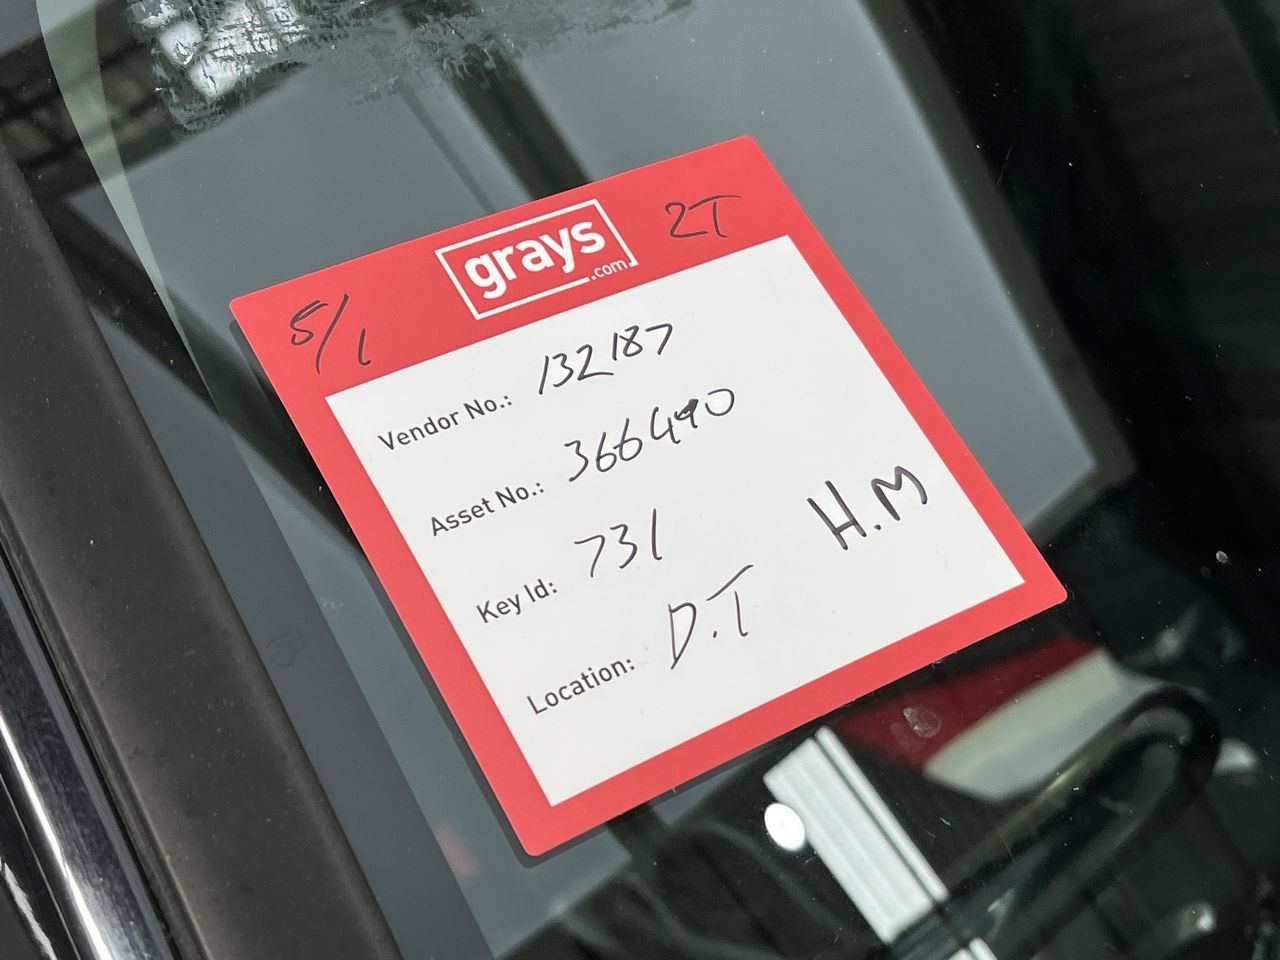 5/1
grays
.com
2T
Vendor No.: 132187
Asset No.: 366490
Key Id: 731
H.M
Location: D.T